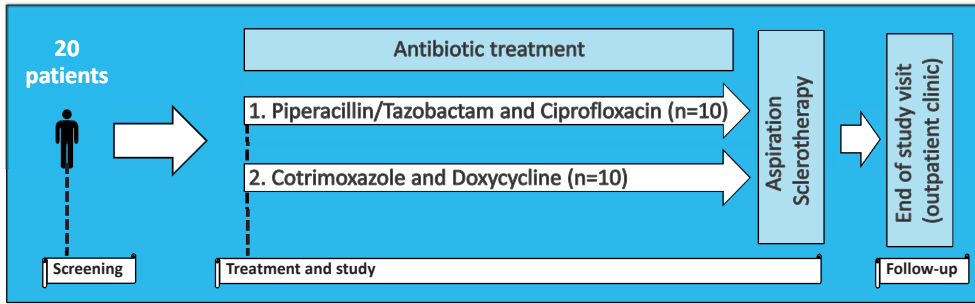 20
patients
Antibiotic treatment
1. Piperacillin/Tazobactam and Ciprofloxacin (n=10)
2. Cotrimoxazole and Doxycycline (n=10)
Aspiration
Sclerotherapy
End of study visit
(outpatient clinic)
Screening
Treatment and study
Follow-up